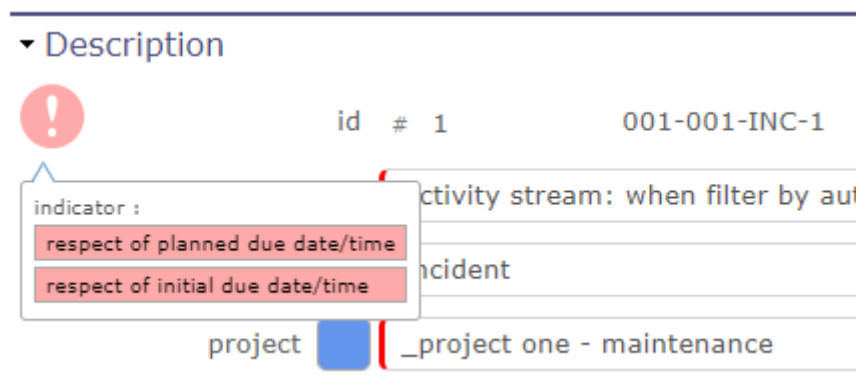 Description
id # 1 001-001-INC-1
ctivity stream: when filter by aut
indicator :
respect of planned due date/time
ncident
respect of initial due date/time
project _project one - maintenance